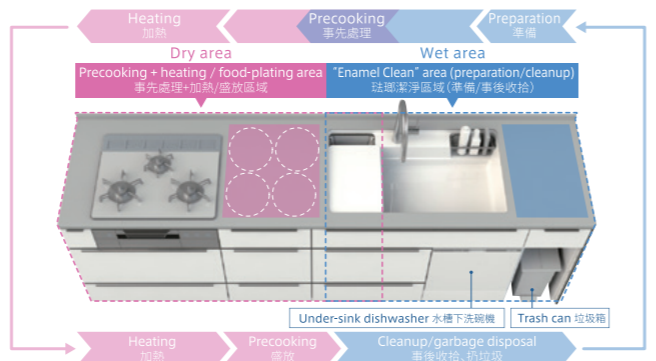 Heating
加熱
Precooking
事先處理
Preparation
準備
Dry area
Wet area
Precooking + heating / food-plating area
事先處理+加熱/盛放區域
"Enamel Clean" area (preparation/cleanup)
琺瑯潔淨區域(準備/事後收拾)
Under-sink dishwasher 水槽下洗碗機
Trash can 垃圾箱
Heating
加熱
Precooking
盛放
Cleanup/garbage disposal
事後收拾、扔垃圾